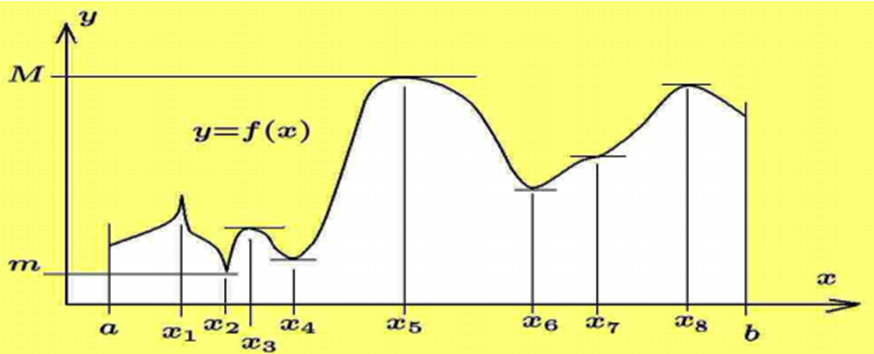 y
M
y=f(x)
m
x
a x₁ x₂ x₃ x₄ x₅ x₆ x₇ x₈ b